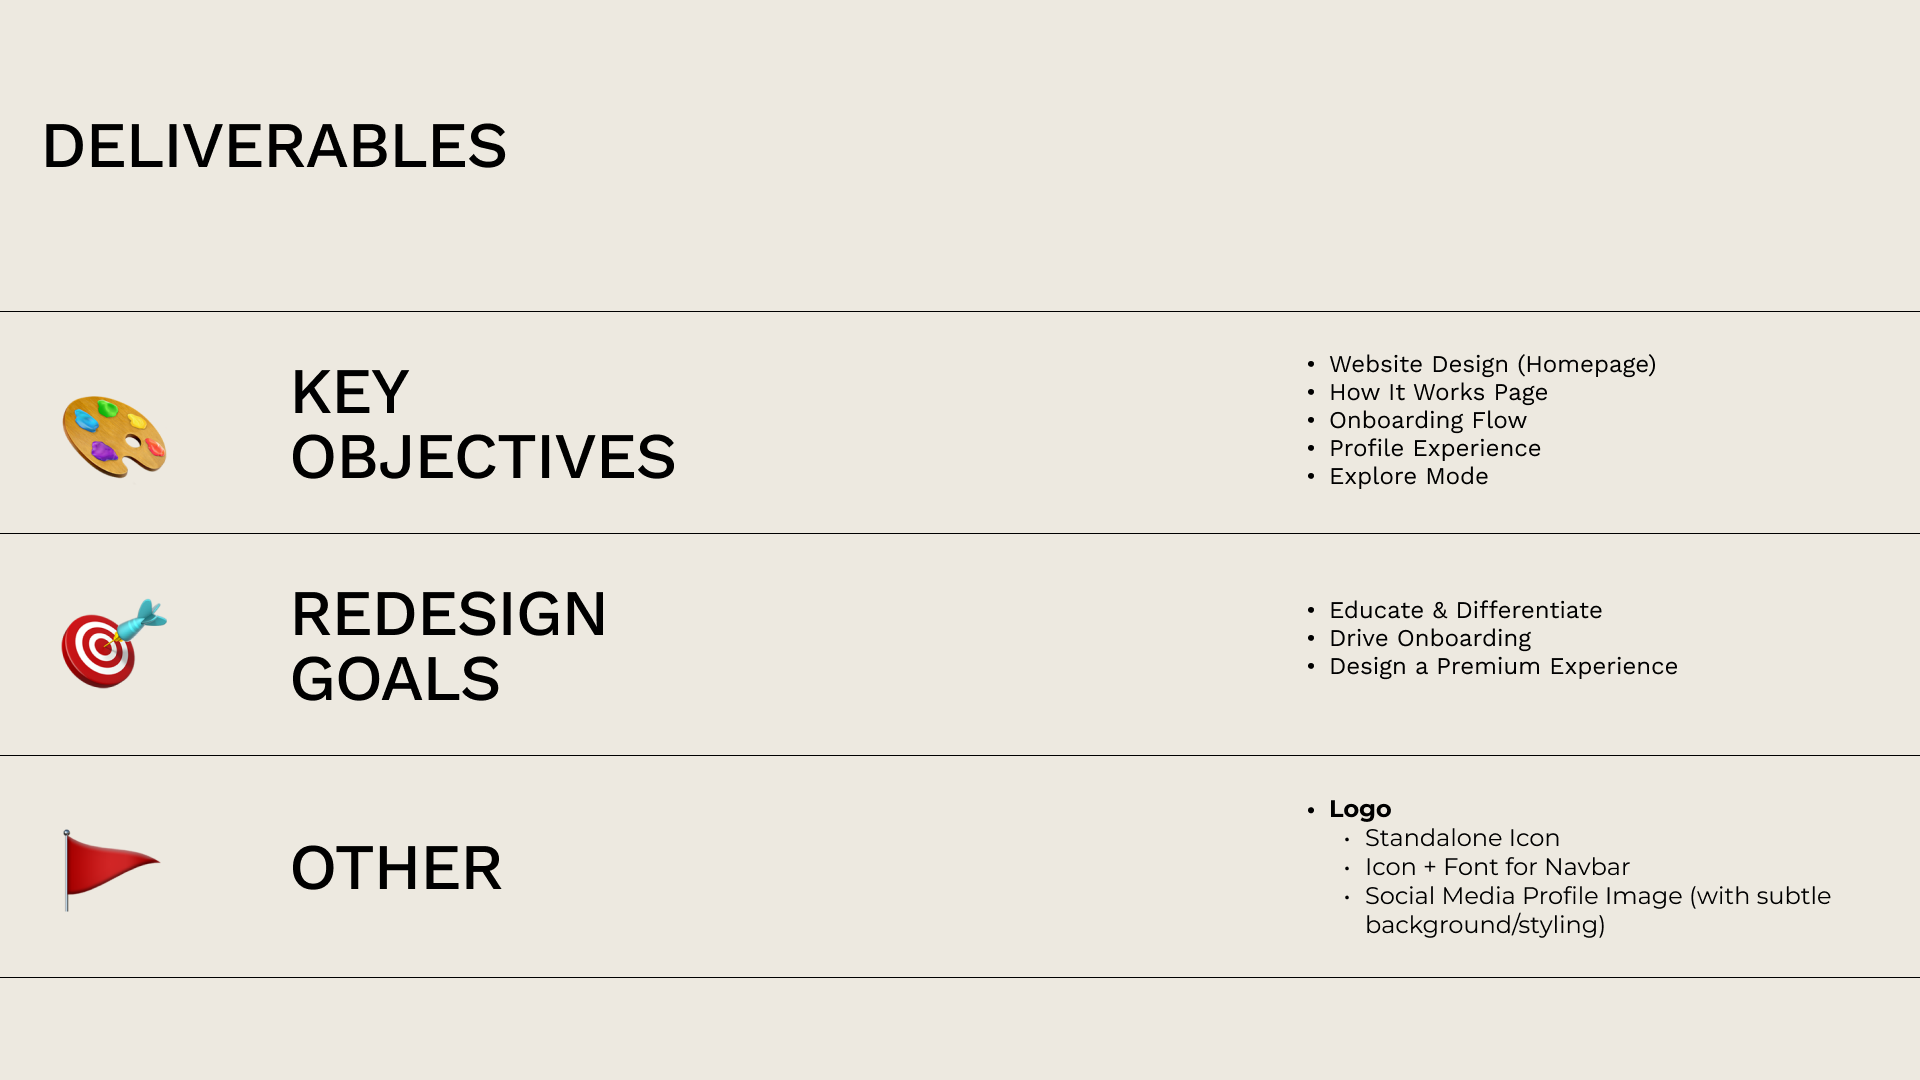 DELIVERABLES
KEY
OBJECTIVES
• Website Design (Homepage)
• How It Works Page
• Onboarding Flow
• Profile Experience
• Explore Mode
REDESIGN
GOALS
• Educate & Differentiate
• Drive Onboarding
• Design a Premium Experience
OTHER
• Logo
• Standalone Icon
• Icon + Font for Navbar
• Social Media Profile Image (with subtle
background/styling)